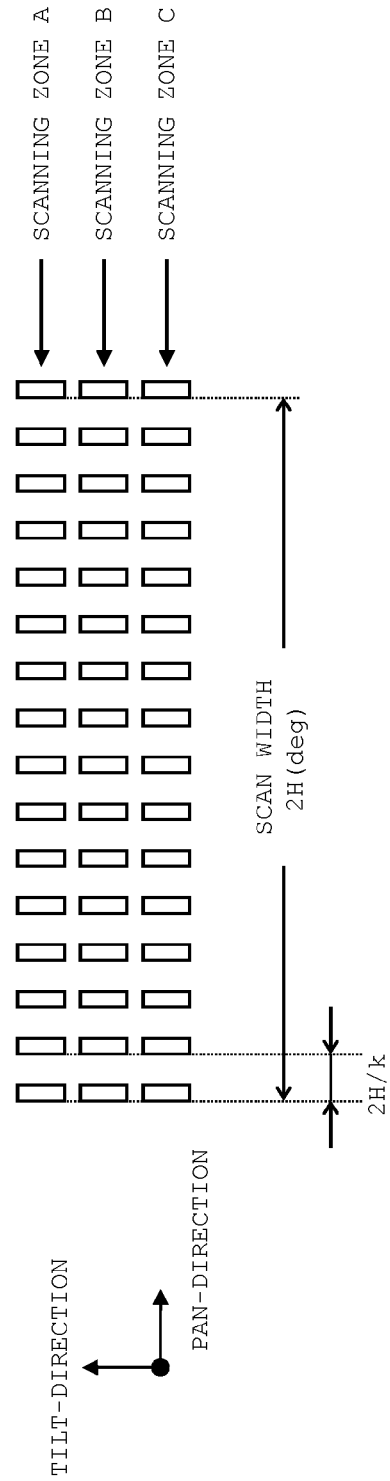 SCANNING ZONE A
SCANNING ZONE B
SCANNING ZONE C
SCAN WIDTH
2H(deg)
2H/k
TILT-DIRECTION
PAN-DIRECTION